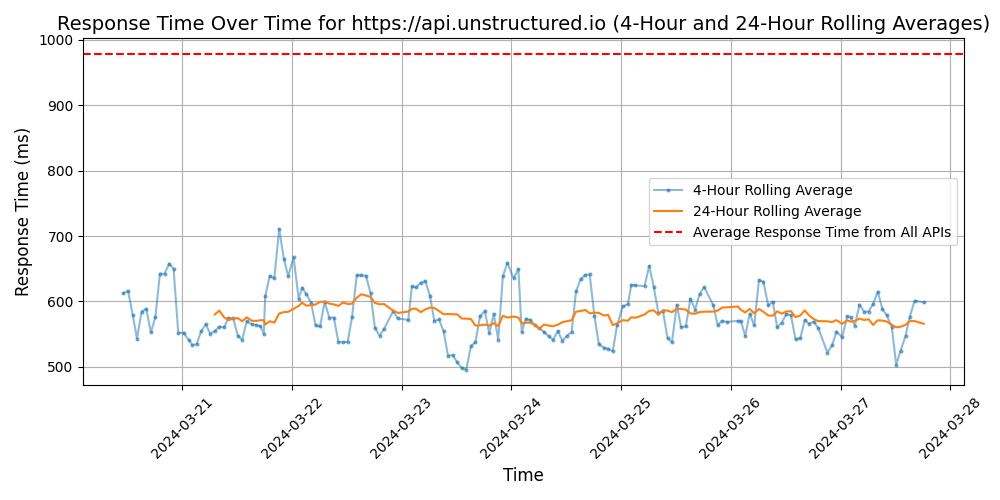 Response Time Over Time for https://api.unstructured.io (4-Hour and 24-Hour Rolling Averages)
Response Time (ms)
1000
900
800
700
600
500
4-Hour Rolling Average
24-Hour Rolling Average
Average Response Time from All APIs
2024-03-21
2024-03-22
2024-03-23
2024-03-24
2024-03-25
2024-03-26
2024-03-27
2024-03-28
Time